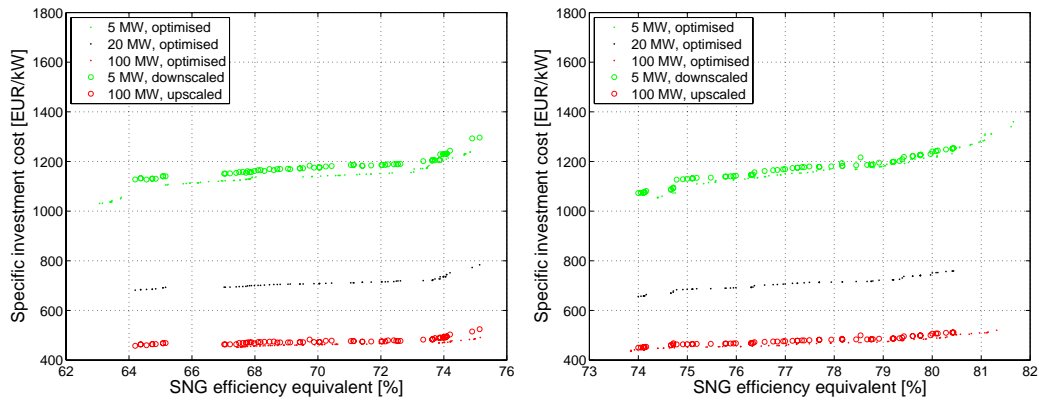 1800
1600
1400
1200
1000
800
600
400
Specific investment cost [EUR/kW]
5 MW, optimised
20 MW, optimised
100 MW, optimised
5 MW, downscaled
100 MW, upscaled
62 64 66 68 70 72 74 76
SNG efficiency equivalent [%]
1800
1600
1400
1200
1000
800
600
400
Specific investment cost [EUR/kW]
5 MW, optimised
20 MW, optimised
100 MW, optimised
5 MW, downscaled
100 MW, upscaled
73 74 75 76 77 78 79 80 81 82
SNG efficiency equivalent [%]